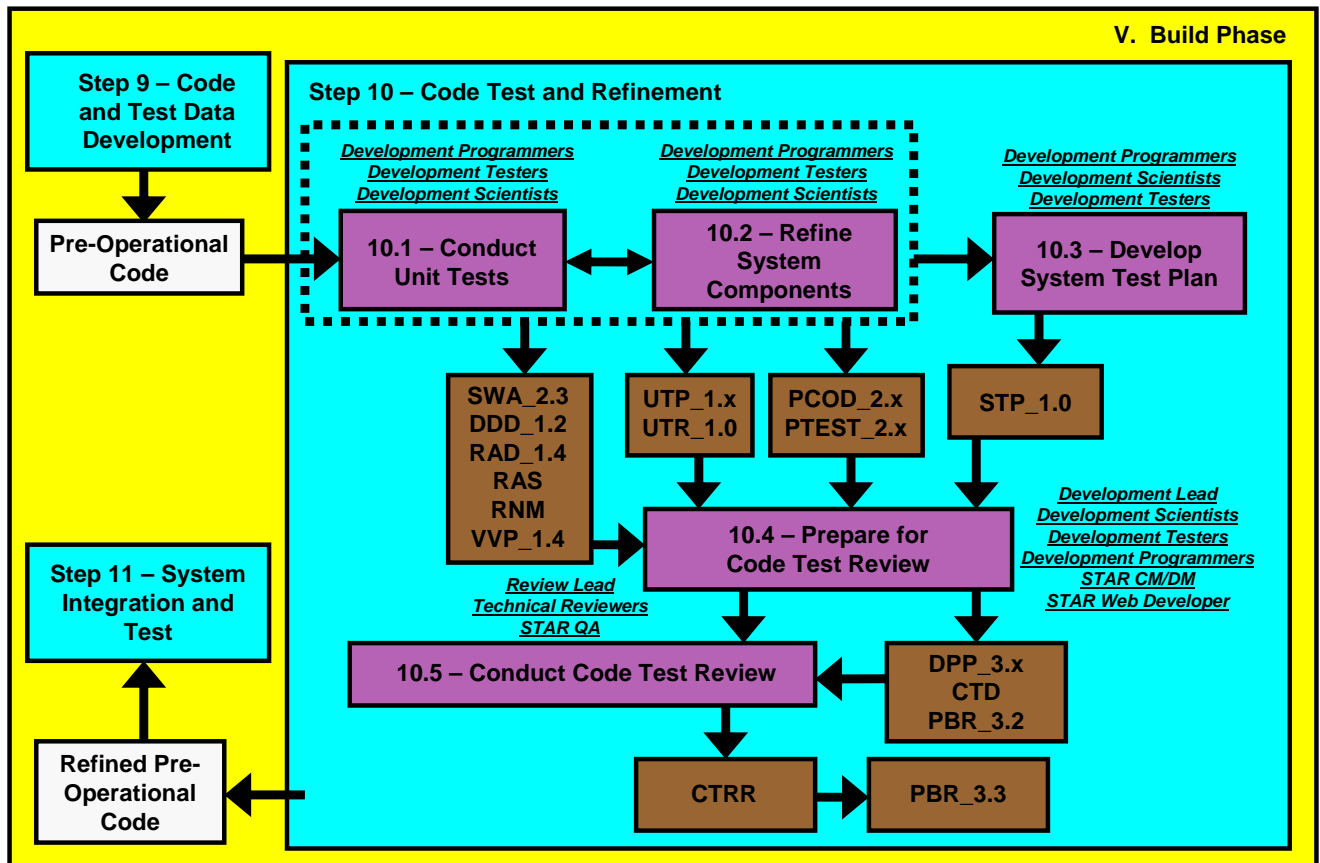 V. Build Phase
Step 9 – Code
and Test Data
Development
Pre-Operational
Code
Step 10 – Code Test and Refinement
Development Programmers
Development Testers
Development Scientists
10.1 – Conduct
Unit Tests
Development Programmers
Development Testers
Development Scientists
10.2 – Refine
System
Components
Development Programmers
Development Scientists
Development Testers
10.3 – Develop
System Test Plan
SWA_2.3
DDD_1.2
RAD_1.4
RAS
RNM
VVP_1.4
UTP_1.x
UTR_1.0
PCOD_2.x
PTEST_2.x
STP_1.0
10.4 – Prepare for
Code Test Review
Development Lead
Development Scientists
Development Testers
Development Programmers
STAR CM/DM
STAR Web Developer
Review Lead
Technical Reviewers
STAR QA
10.5 – Conduct Code Test Review
DPP_3.x
CTD
PBR_3.2
CTRR
PBR_3.3
Step 11 – System
Integration and
Test
Refined Pre-
Operational
Code